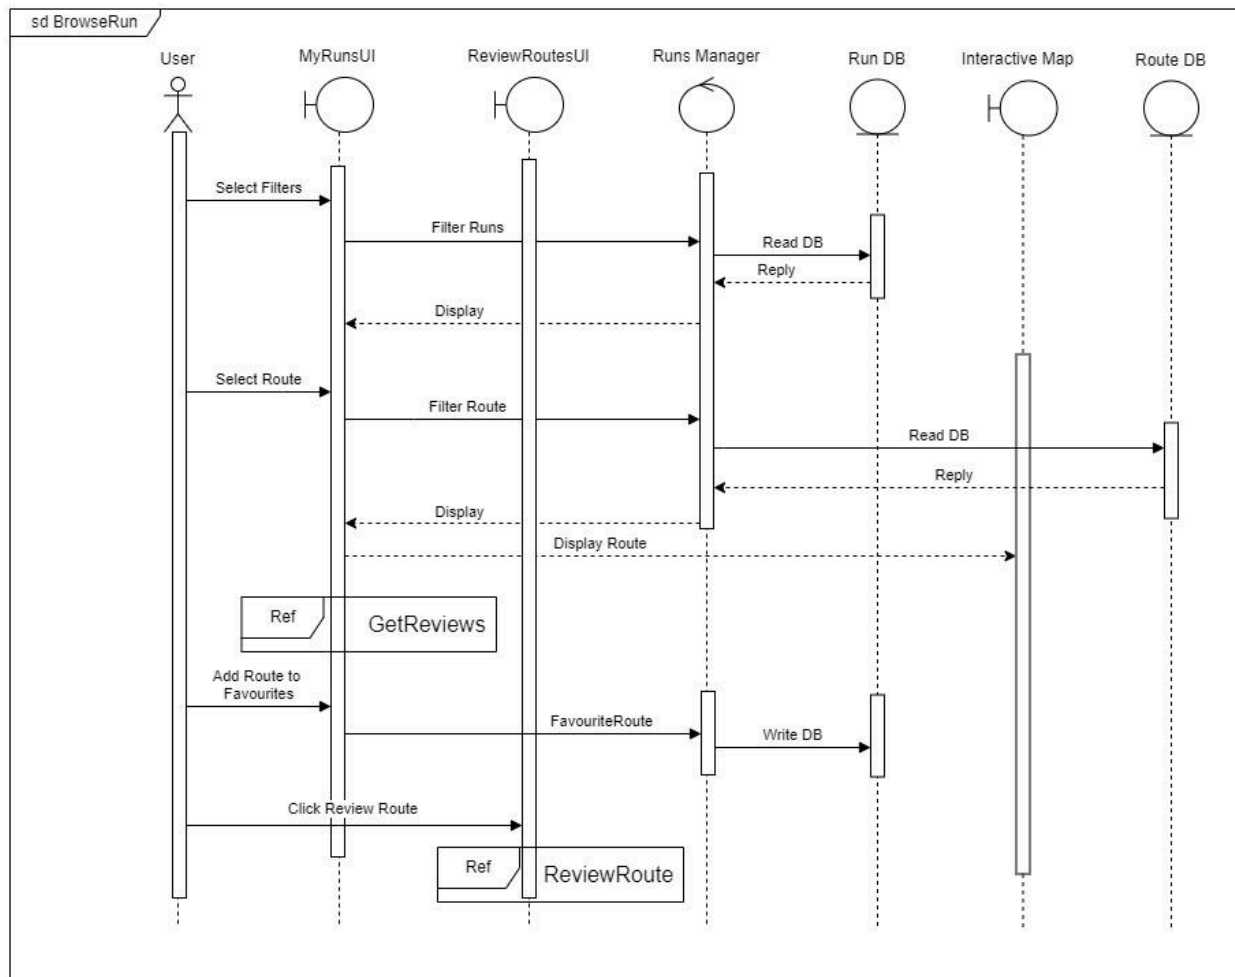 sd BrowseRun
User
MyRunsUI
ReviewRoutesUI
Runs Manager
Run DB
Interactive Map
Route DB
Select Filters
Filter Runs
Read DB
Reply
Display
Select Route
Filter Route
Read DB
Reply
Display
Display Route
Ref
GetReviews
Add Route to
Favourites
FavouriteRoute
Write DB
Click Review Route
Ref
ReviewRoute